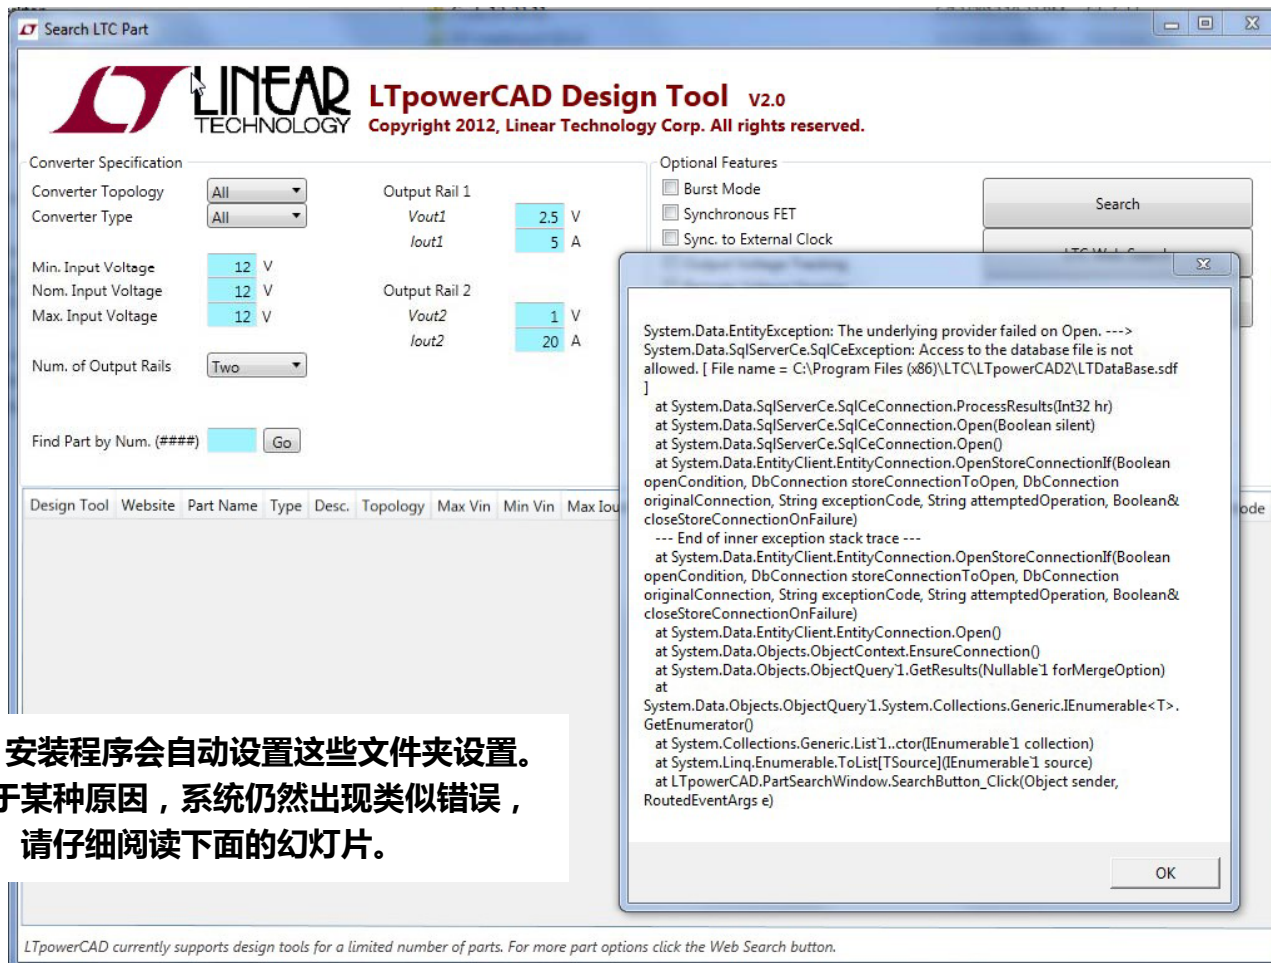 Search LTC Part
LINEAR
TECHNOLOGY
LTpowerCAD Design Tool V2.0
Copyright 2012, Linear Technology Corp. All rights reserved.
Converter Specification
Converter Topology All
Converter Type All
Min. Input Voltage 12 V
Nom. Input Voltage 12 V
Max. Input Voltage 12 V
Num. of Output Rails Two
Find Part by Num. (####) Go
Output Rail 1
Vout1 2.5 V
Iout1 5 A
Output Rail 2
Vout2 1 V
Iout2 20 A
Optional Features
Burst Mode
Synchronous FET
Sync. to External Clock
Output Voltage Tracking
Search
LTC Web Search
Design Tool Website Part Name Type Desc. Topology Max Vin Min Vin Max Iou
ode
System.Data.EntityException: The underlying provider failed on Open. --->
System.Data.SqlServerCe.SqlCeException: Access to the database file is not
allowed. [ File name = C:\Program Files (x86)\LTC\LTpowerCAD2\LTDataBase.sdf
]
at System.Data.SqlServerCe.SqlCeConnection.ProcessResults(Int32 hr)
at System.Data.SqlServerCe.SqlCeConnection.Open(Boolean silent)
at System.Data.SqlServerCe.SqlCeConnection.Open()
at System.Data.EntityClient.EntityConnection.OpenStoreConnectionIf(Boolean
openCondition, DbConnection storeConnectionToOpen, DbConnection
originalConnection, String exceptionCode, String attemptedOperation, Boolean&
closeStoreConnectionOnFailure)
--- End of inner exception stack trace ---
at System.Data.EntityClient.EntityConnection.OpenStoreConnectionIf(Boolean
openCondition, DbConnection storeConnectionToOpen, DbConnection
originalConnection, String exceptionCode, String attemptedOperation, Boolean&
closeStoreConnectionOnFailure)
at System.Data.EntityClient.EntityConnection.Open()
at System.Data.Objects.ObjectContext.EnsureConnection()
at System.Data.Objects.ObjectQuery`1.GetResults(Nullable`1 forMergeOption)
at
System.Data.Objects.ObjectQuery`1.System.Collections.Generic.IEnumerable<T>.
GetEnumerator()
at System.Collections.Generic.List`1..ctor(IEnumerable`1 collection)
at System.Linq.Enumerable.ToList[TSource](IEnumerable`1 source)
at LTpowerCAD.PartSearchWindow.SearchButton_Click(Object sender,
RoutedEventArgs e)
OK
安装程序会自动设置这些文件夹设置。
于某种原因，系统仍然出现类似错误，
请仔细阅读下面的幻灯片。
LTpowerCAD currently supports design tools for a limited number of parts. For more part options click the Web Search button.